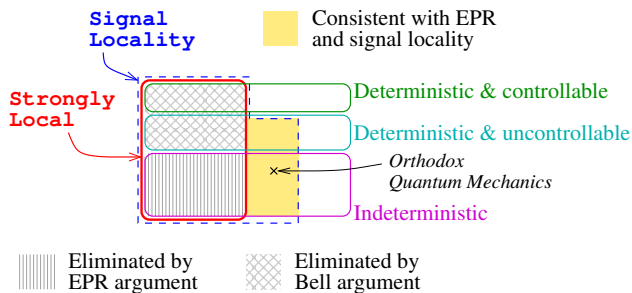 Signal
Locality
Consistent with EPR
and signal locality
Strongly
Local
Deterministic & controllable
Deterministic & uncontrollable
Orthodox
Quantum Mechanics
Indeterministic
Eliminated by
EPR argument
Eliminated by
Bell argument